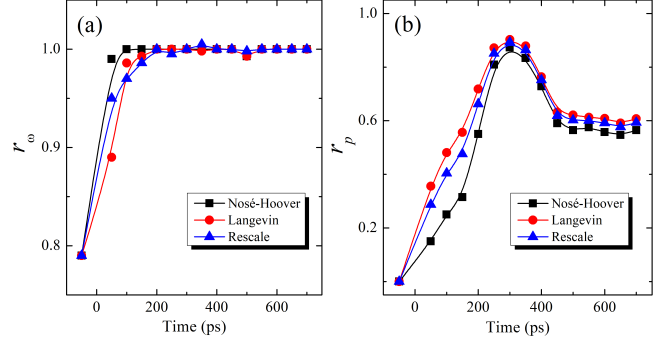 (a)
1.0
0.9
0.8
r_ω
Nosé-Hoover
Langevin
Rescale
0 200 400 600
Time (ps)
(b)
1.0
0.6
0.2
r_p
Nosé-Hoover
Langevin
Rescale
0 200 400 600
Time (ps)